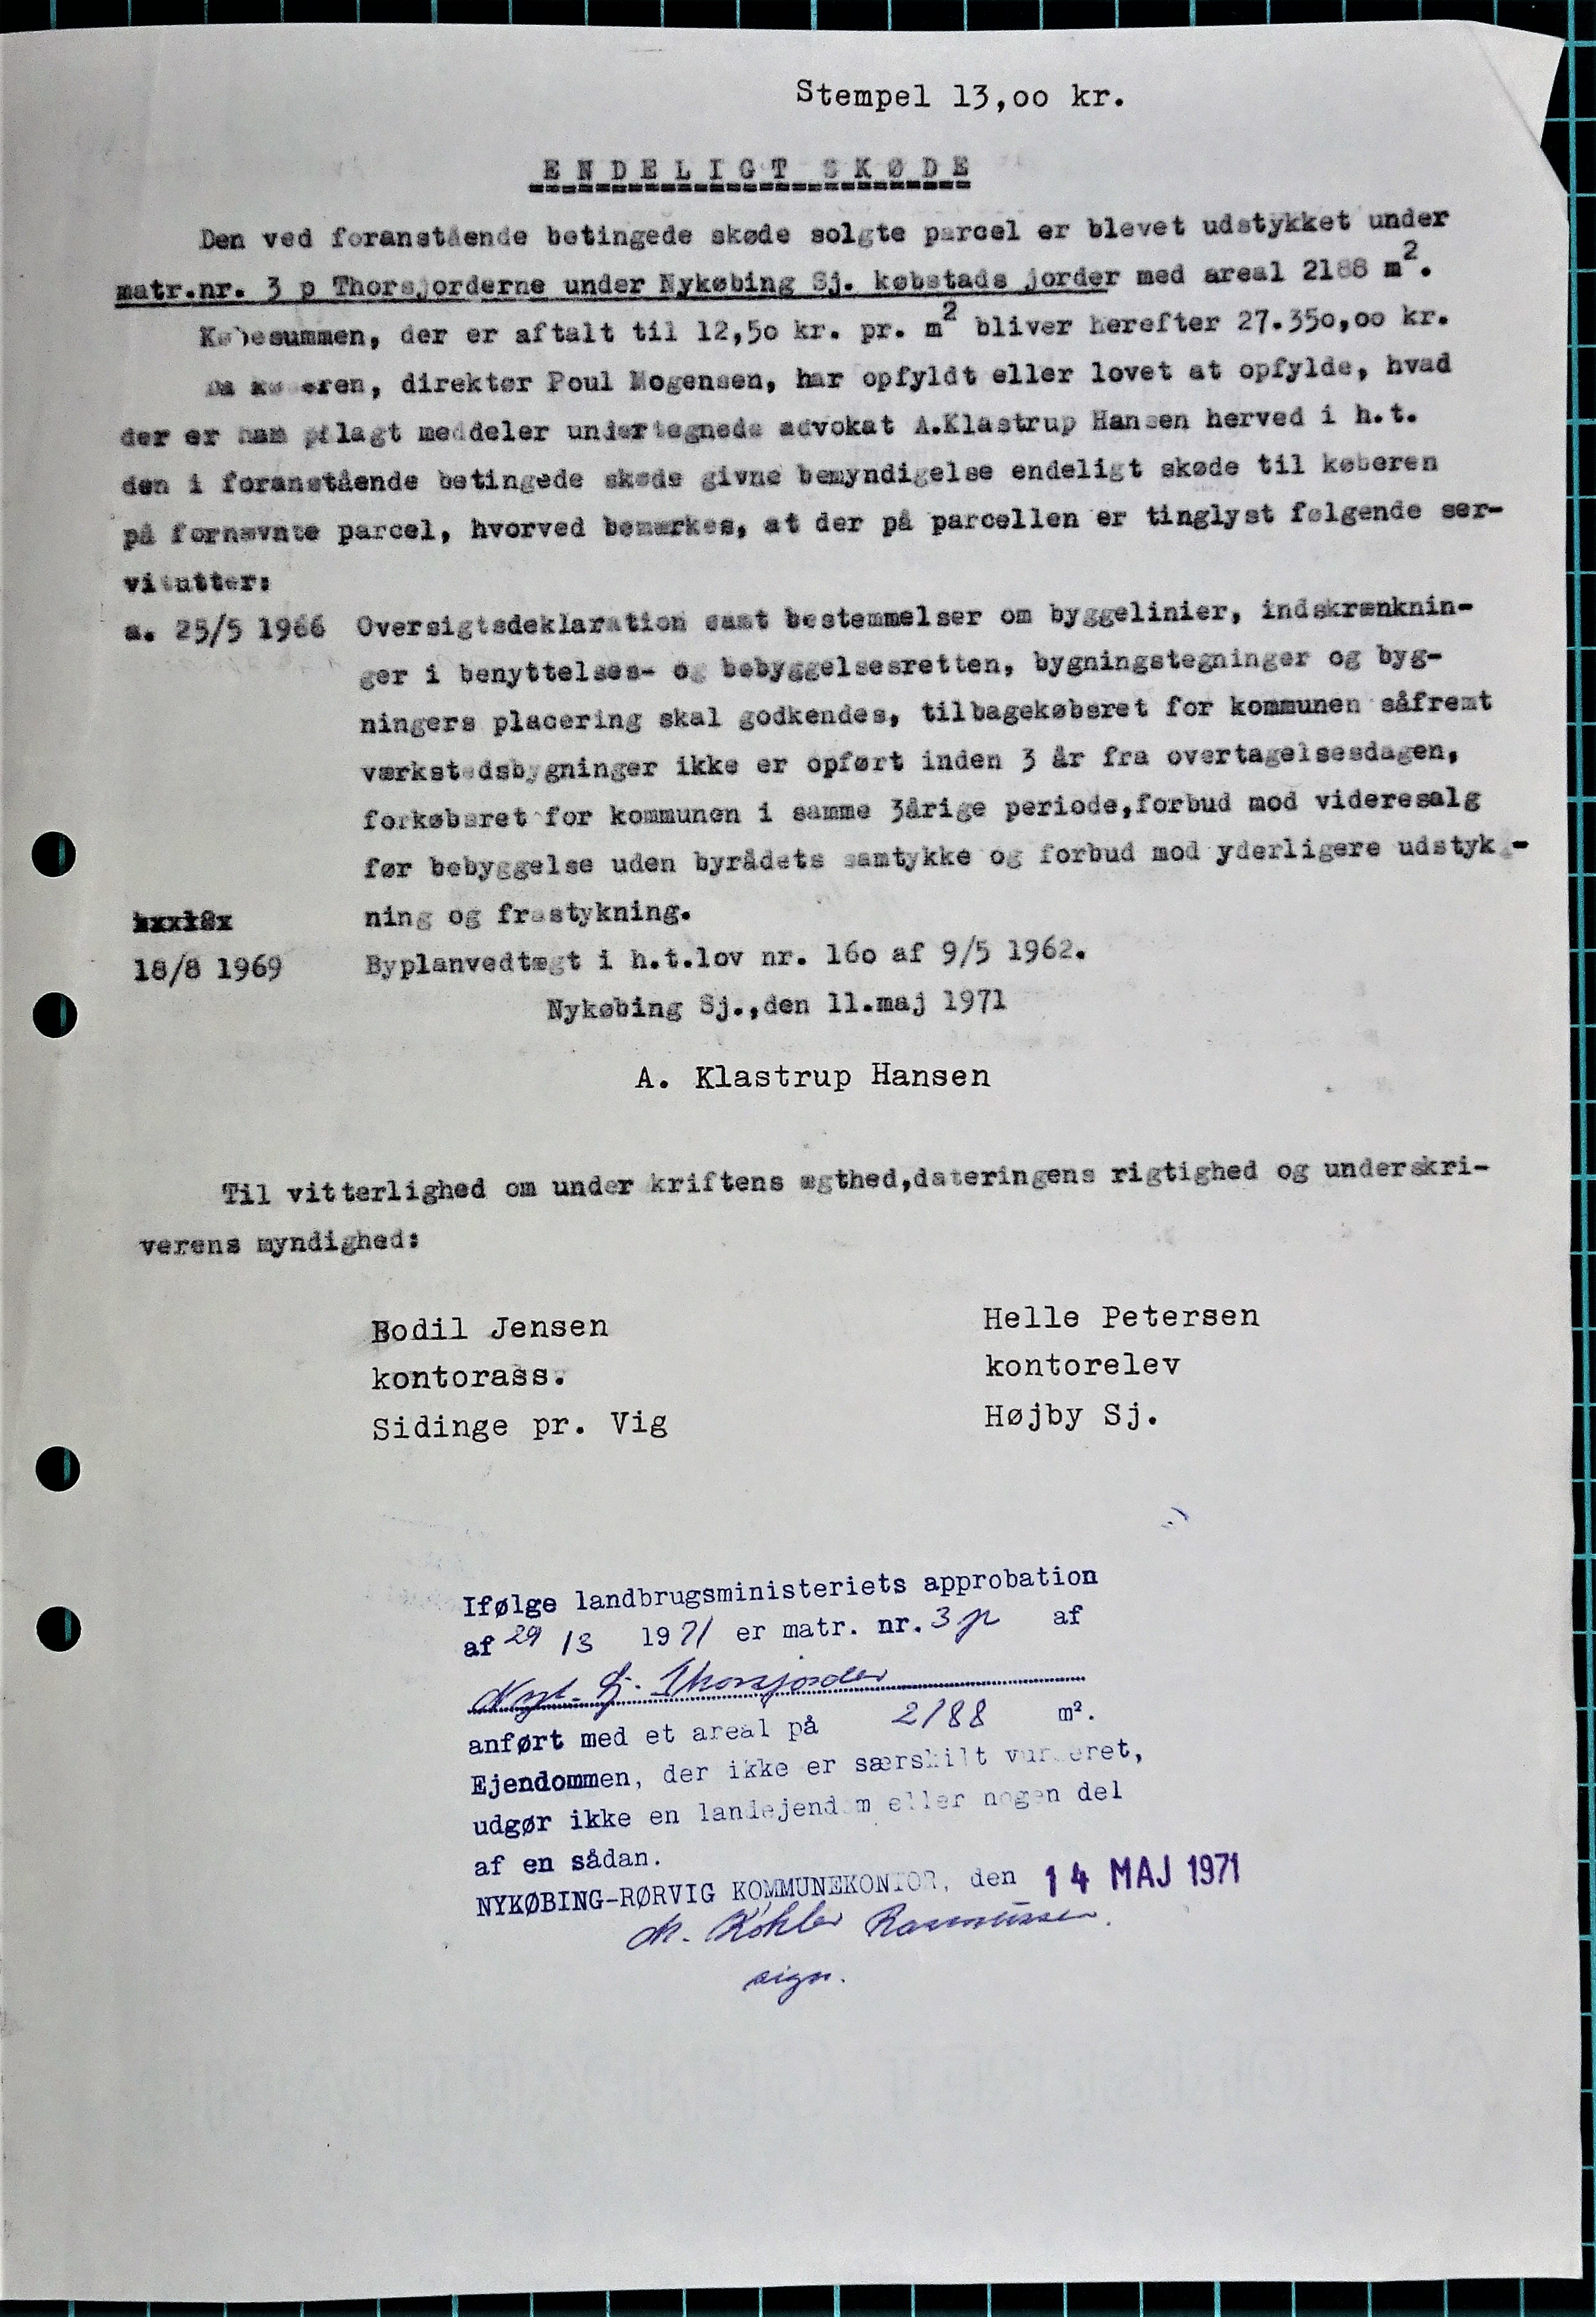 Stempel 13,oo kr.
ENDELIGT SKØDE
Den ved foranstående betingede skøde solgte parcel er blevet udstykket under
matr.nr. 3 p Thorsjorderne under Nykøbing Sj. købstads jorder med areal 2188 m².
Købesummen, der er aftalt til 12,5o kr. pr. m² bliver herefter 27.35o,oo kr.
Da køberen, direktør Poul Mogensen, har opfyldt eller lovet at opfylde, hvad
der er ham pålagt meddeler undertegnede advokat A.Klastrup Hansen herved i h.t.
den i foranstående betingede skøde givne bemyndigelse endeligt skøde til køberen
på førnævnte parcel, hvorved bemærkes, at der på parcellen er tinglyst følgende ser-
vitutter:
a. 25/5 1966 Oversigtsdeklaration samt bestemmelser om byggelinier, indskrænknin-
ger i benyttelses- og bebyggelsesretten, bygningstegninger og byg-
ningers placering skal godkendes, tilbagekøbsret for kommunen såfremt
værkstedsbygninger ikke er opført inden 3 år fra overtagelsesdagen,
forkøbsret for kommunen i samme 3årige periode,forbud mod videresalg
før bebyggelse uden byrådets samtykke og forbud mod yderligere udstyk-
ning og frastykning.
18/8 1969 Byplanvedtægt i h.t.lov nr. 16o af 9/5 1962.
Nykøbing Sj.,den 11.maj 1971
A. Klastrup Hansen
Til vitterlighed om underskriftens ægthed,dateringens rigtighed og underskri-
verens myndighed:
Bodil Jensen
kontorass.
Sidinge pr. Vig
Helle Petersen
kontorelev
Højby Sj.
Ifølge landbrugsministeriets approbation
af 29/3 1971 er matr. nr. 3 p af
Nyk. Sj. Thorsjorder
anført med et areal på 2188 m².
Ejendommen, der ikke er særskilt vurderet,
udgør ikke en landejendom eller nogen del
af en sådan.
NYKØBING-RØRVIG KOMMUNEKONTOR, den 14 MAJ 1971
M. Køhler Rasmussen.
sign.